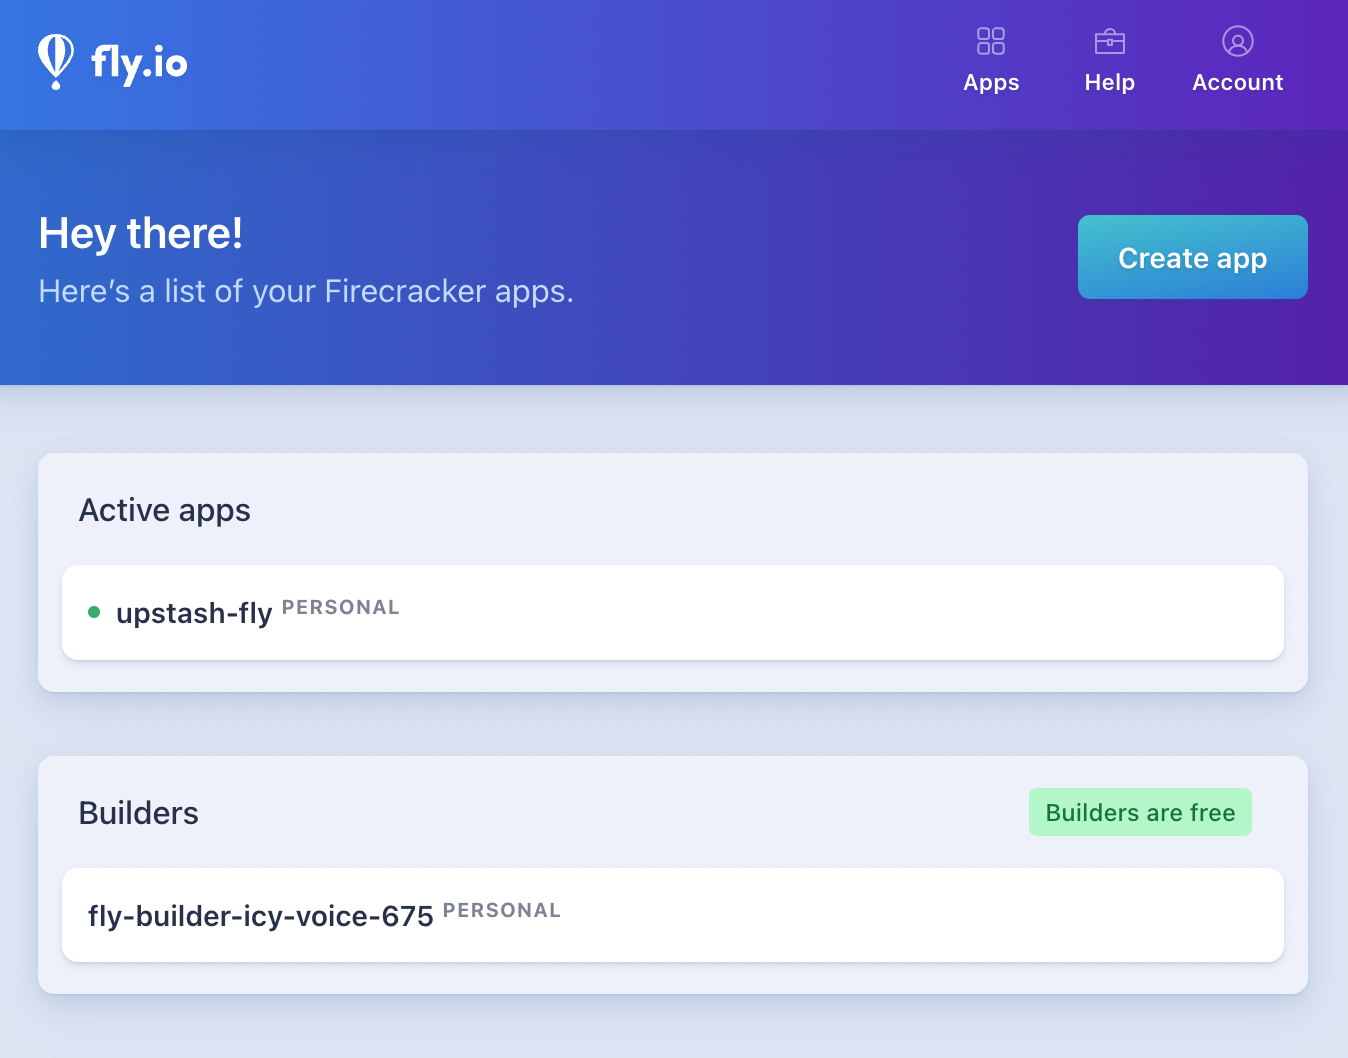 fly.io
Apps
Help
Account
Hey there!
Here’s a list of your Firecracker apps.
Create app
Active apps
upstash-fly PERSONAL
Builders
Builders are free
fly-builder-icy-voice-675 PERSONAL